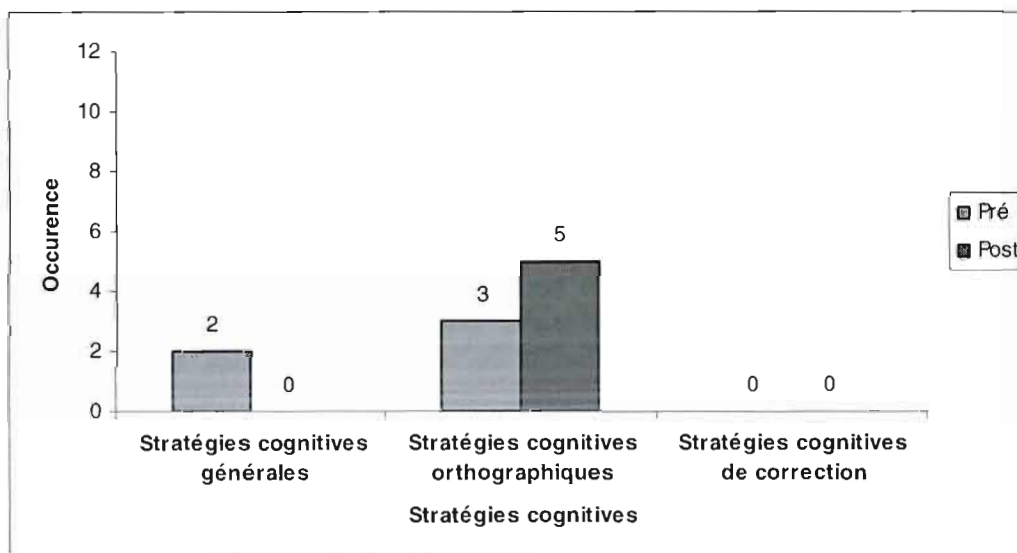 12
10
8
6
4
2
0
Occurence
2
0
3
5
0
0
Pré
Post
Stratégies cognitives générales
Stratégies cognitives orthographiques
Stratégies cognitives de correction
Stratégies cognitives